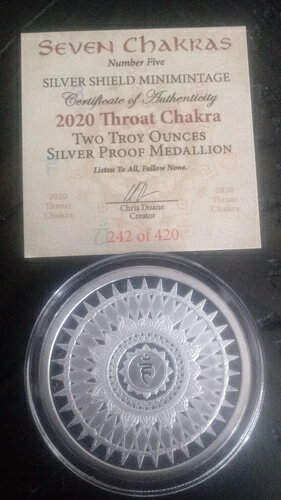 Seven Chakras
Number Five
Silver Shield Minimintage
Certificate of Authenticity
2020 Throat Chakra
Two Troy Ounces
Silver Proof Medallion
Listen To All, Follow None.
2020
Throat
Chakra
Chris Duane
Creator
2020
Throat
Chakra
242 of 420